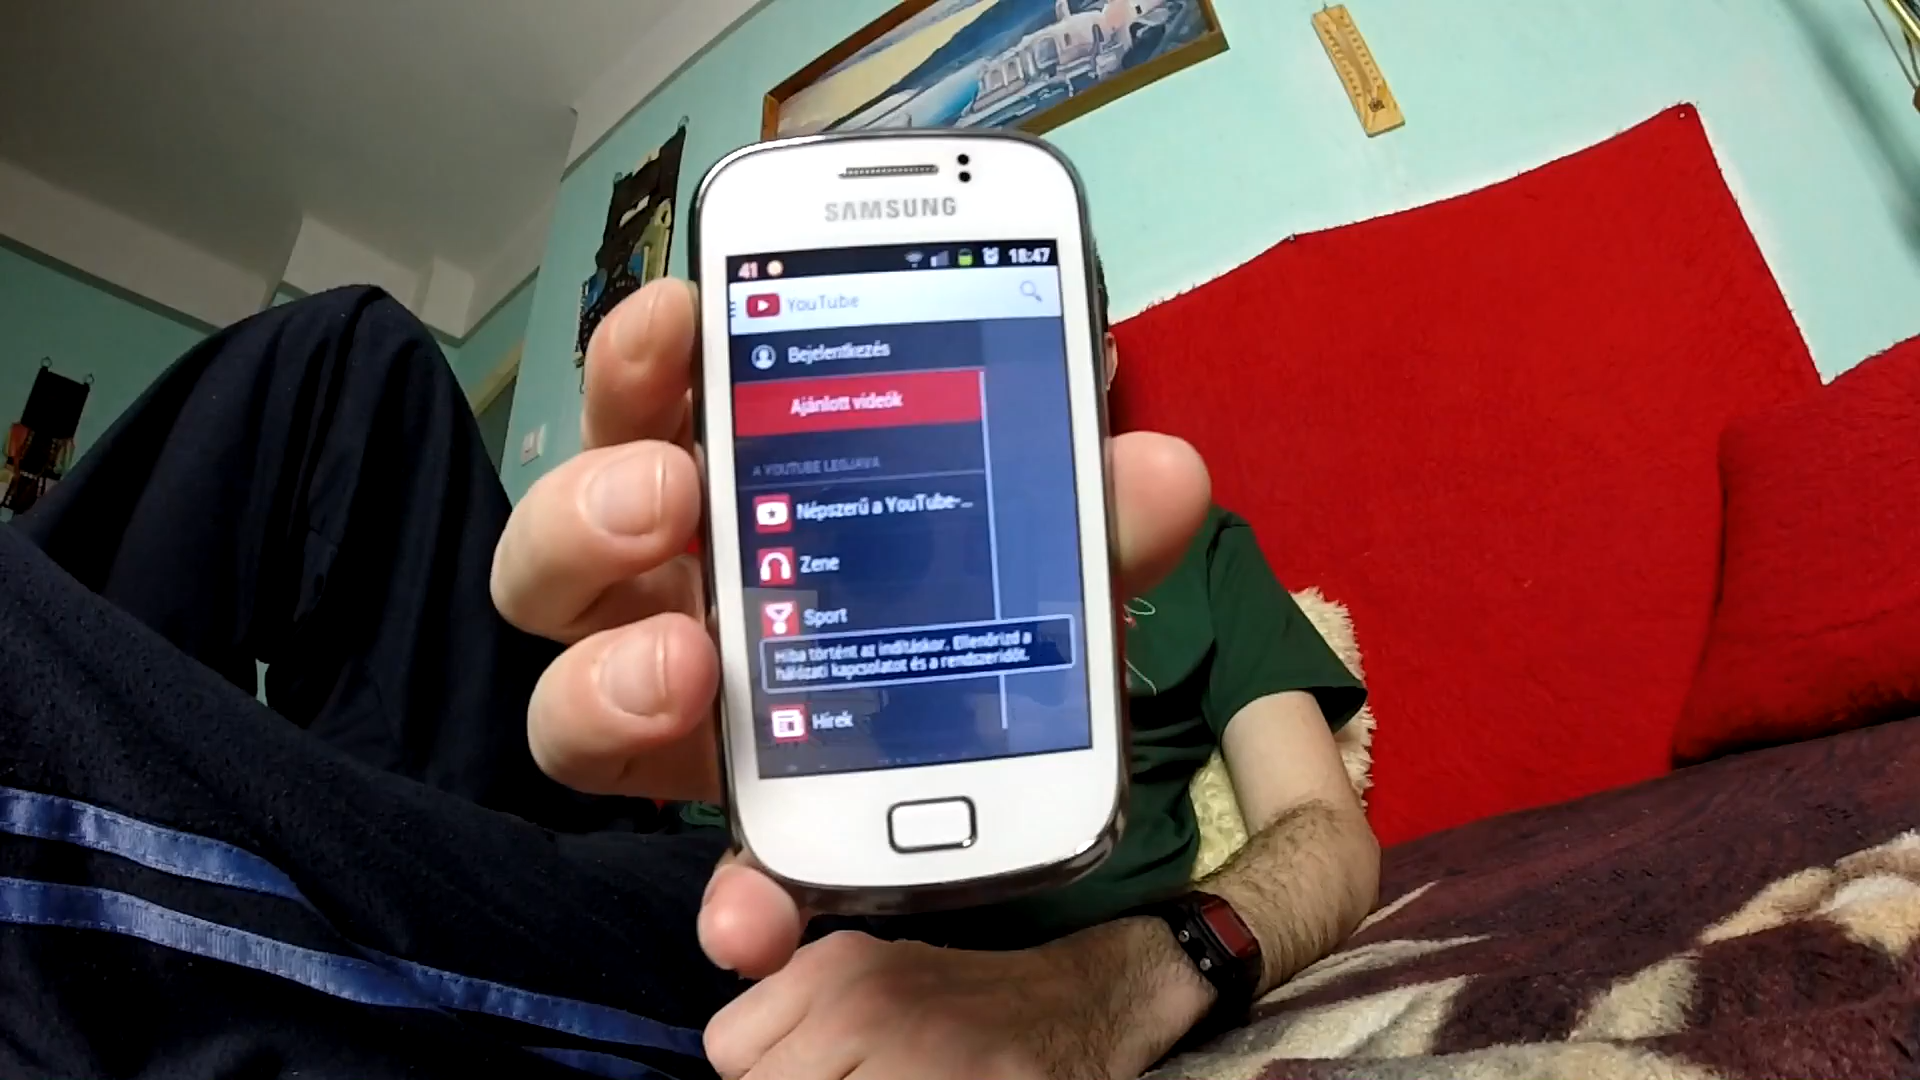 SAMSUNG
41 18:47
YouTube
Bejelentkezés
Ajánlott videók
A YOUTUBE LEGJAVA
Népszerű a YouTube-...
Zene
Sport
Hiba történt az indításkor. Ellenőrizd a
hálózati kapcsolatot és a rendszeridőt.
Hírek